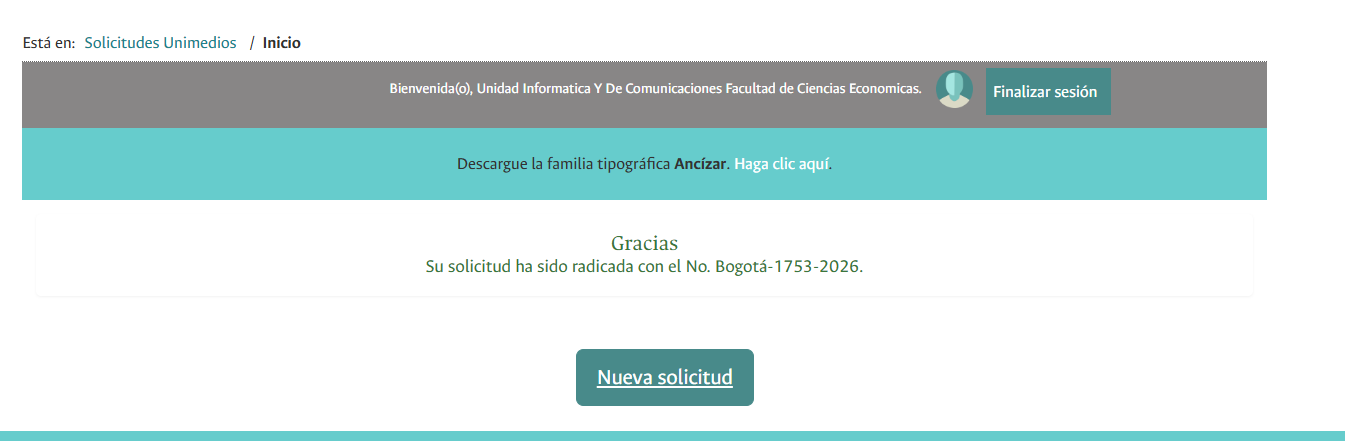 Está en: Solicitudes Unimedios / Inicio
Bienvenida(o), Unidad Informatica Y De Comunicaciones Facultad de Ciencias Economicas.
Finalizar sesión
Descargue la familia tipográfica Ancízar. Haga clic aquí.
Gracias
Su solicitud ha sido radicada con el No. Bogotá-1753-2026.
Nueva solicitud